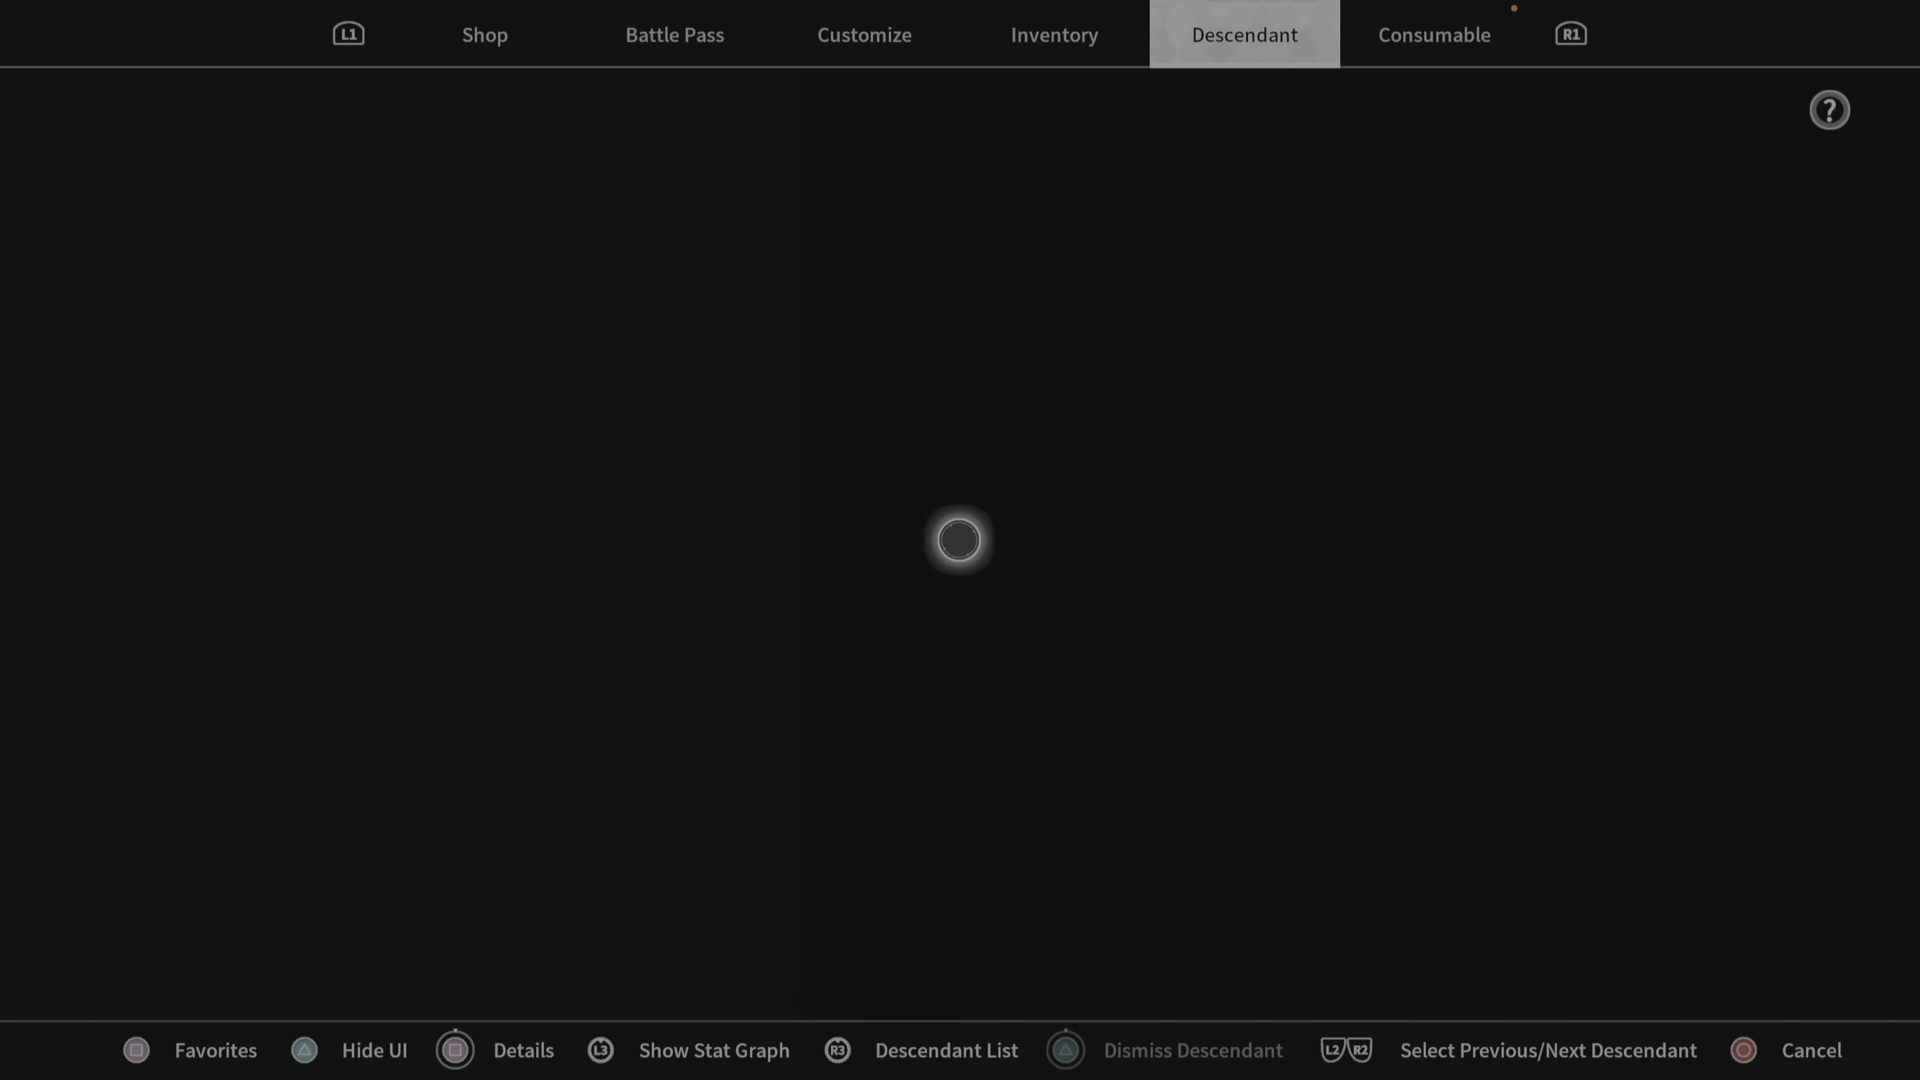 L1 Shop Battle Pass Customize Inventory Descendant Consumable R1
?
Favorites Hide UI Details L3 Show Stat Graph R3 Descendant List Dismiss Descendant L2 R2 Select Previous/Next Descendant Cancel